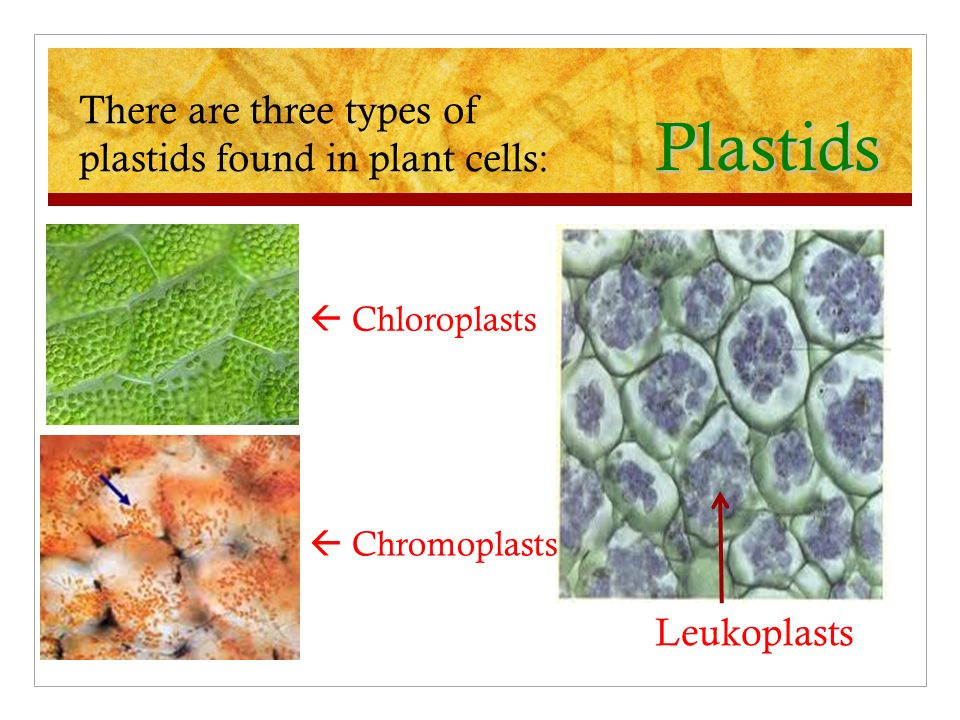 There are three types of
plastids found in plant cells:
Plastids
← Chloroplasts
← Chromoplasts
Leukoplasts